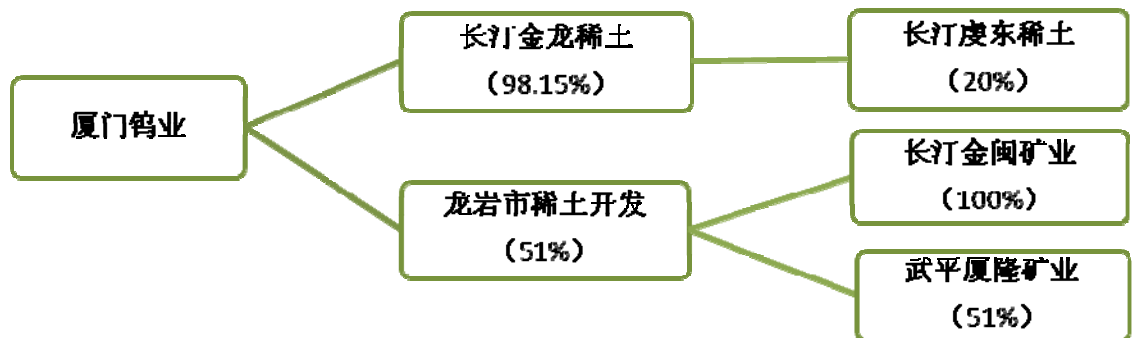 厦门钨业
长汀金龙稀土
（98.15%）
龙岩市稀土开发
（51%）
长汀虔东稀土
（20%）
长汀金闽矿业
（100%）
武平厦隆矿业
（51%）